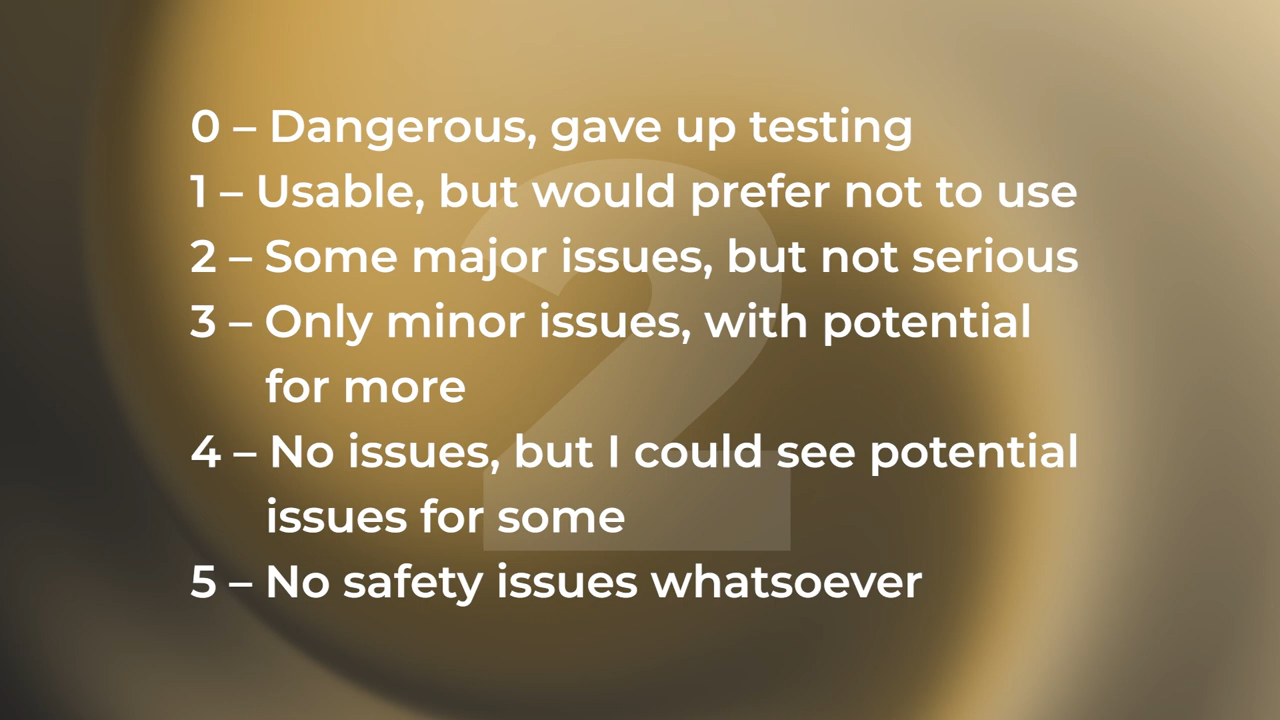 0 – Dangerous, gave up testing
1 – Usable, but would prefer not to use
2 – Some major issues, but not serious
3 – Only minor issues, with potential
for more
4 – No issues, but I could see potential
issues for some
5 – No safety issues whatsoever
2